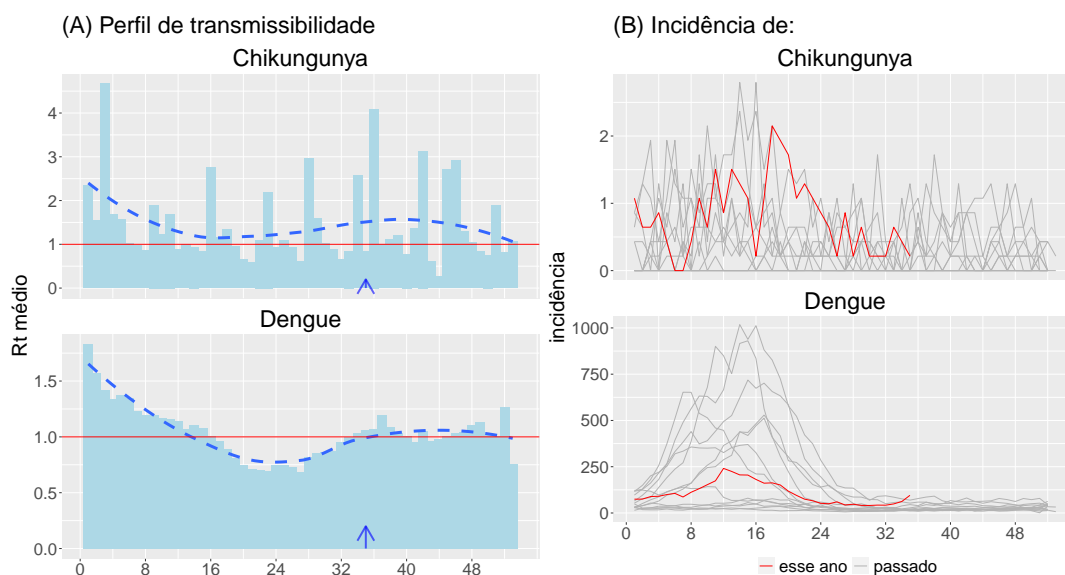 (A) Perfil de transmissibilidade
Chikungunya
4
3
2
1
0
Dengue
1.5
1.0
0.5
0.0
0 8 16 24 32 40 48
Rt médio
(B) Incidência de:
Chikungunya
2
1
0
Dengue
1000
750
500
250
0
0 8 16 24 32 40 48
incidência
esse ano passado